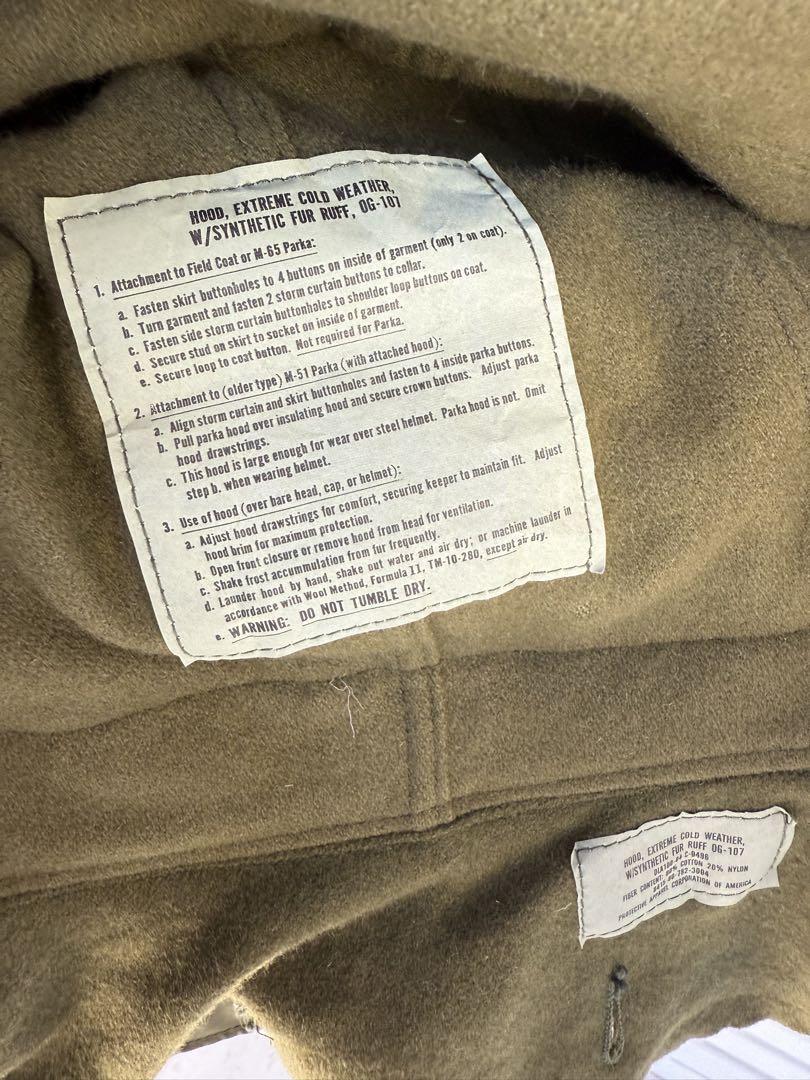 HOOD, EXTREME COLD WEATHER,
W/SYNTHETIC FUR RUFF, OG-107
1. Attachment to Field Coat or M-65 Parka:
a. Fasten skirt buttonholes to 4 buttons on inside of garment (only 2 on coat).
b. Turn garment and fasten 2 storm curtain buttons to collar.
c. Fasten side storm curtain buttonholes to shoulder loop buttons on coat.
d. Secure stud on skirt to socket on inside of garment.
e. Secure loop to coat button. Not required for Parka.
2. Attachment to (older type) M-51 Parka (with attached hood):
a. Align storm curtain and skirt buttonholes and fasten to 4 inside parka buttons.
b. Pull parka hood over insulating hood and secure crown buttons. Adjust parka
hood drawstrings.
c. This hood is large enough for wear over steel helmet. Parka hood is not. Omit
step b. when wearing helmet.
3. Use of hood (over bare head, cap, or helmet):
a. Adjust hood drawstrings for comfort, securing keeper to maintain fit. Adjust
hood brim for maximum protection.
b. Open front closure or remove hood from head for ventilation.
c. Shake frost accummulation from fur frequently.
d. Launder hood by hand, shake out water and air dry; or machine launder in
accordance with Wool Method, Formula II, TM-10-280, except air dry.
e. WARNING: DO NOT TUMBLE DRY.
HOOD, EXTREME COLD WEATHER,
W/SYNTHETIC FUR RUFF OG-107
C-0486
FIBER CONTENT: 80% COTTON 20% NYLON
8415-00-782-3004
PROTECTIVE APPAREL CORPORATION OF AMERICA